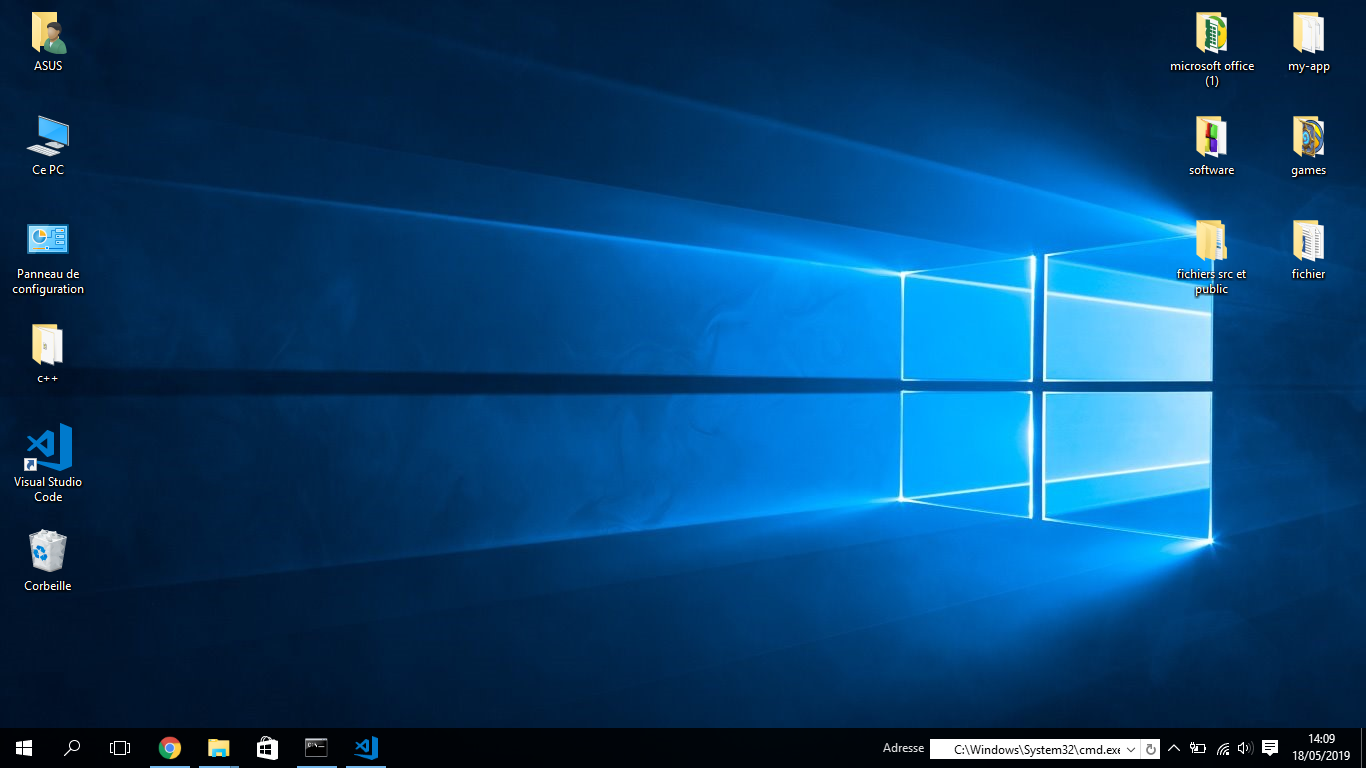 ASUS
Ce PC
Panneau de
configuration
c++
Visual Studio
Code
Corbeille
microsoft office
(1)
my-app
software
games
fichiers src et
public
fichier
Adresse
C:\Windows\System32\cmd.exe
14:09
18/05/2019